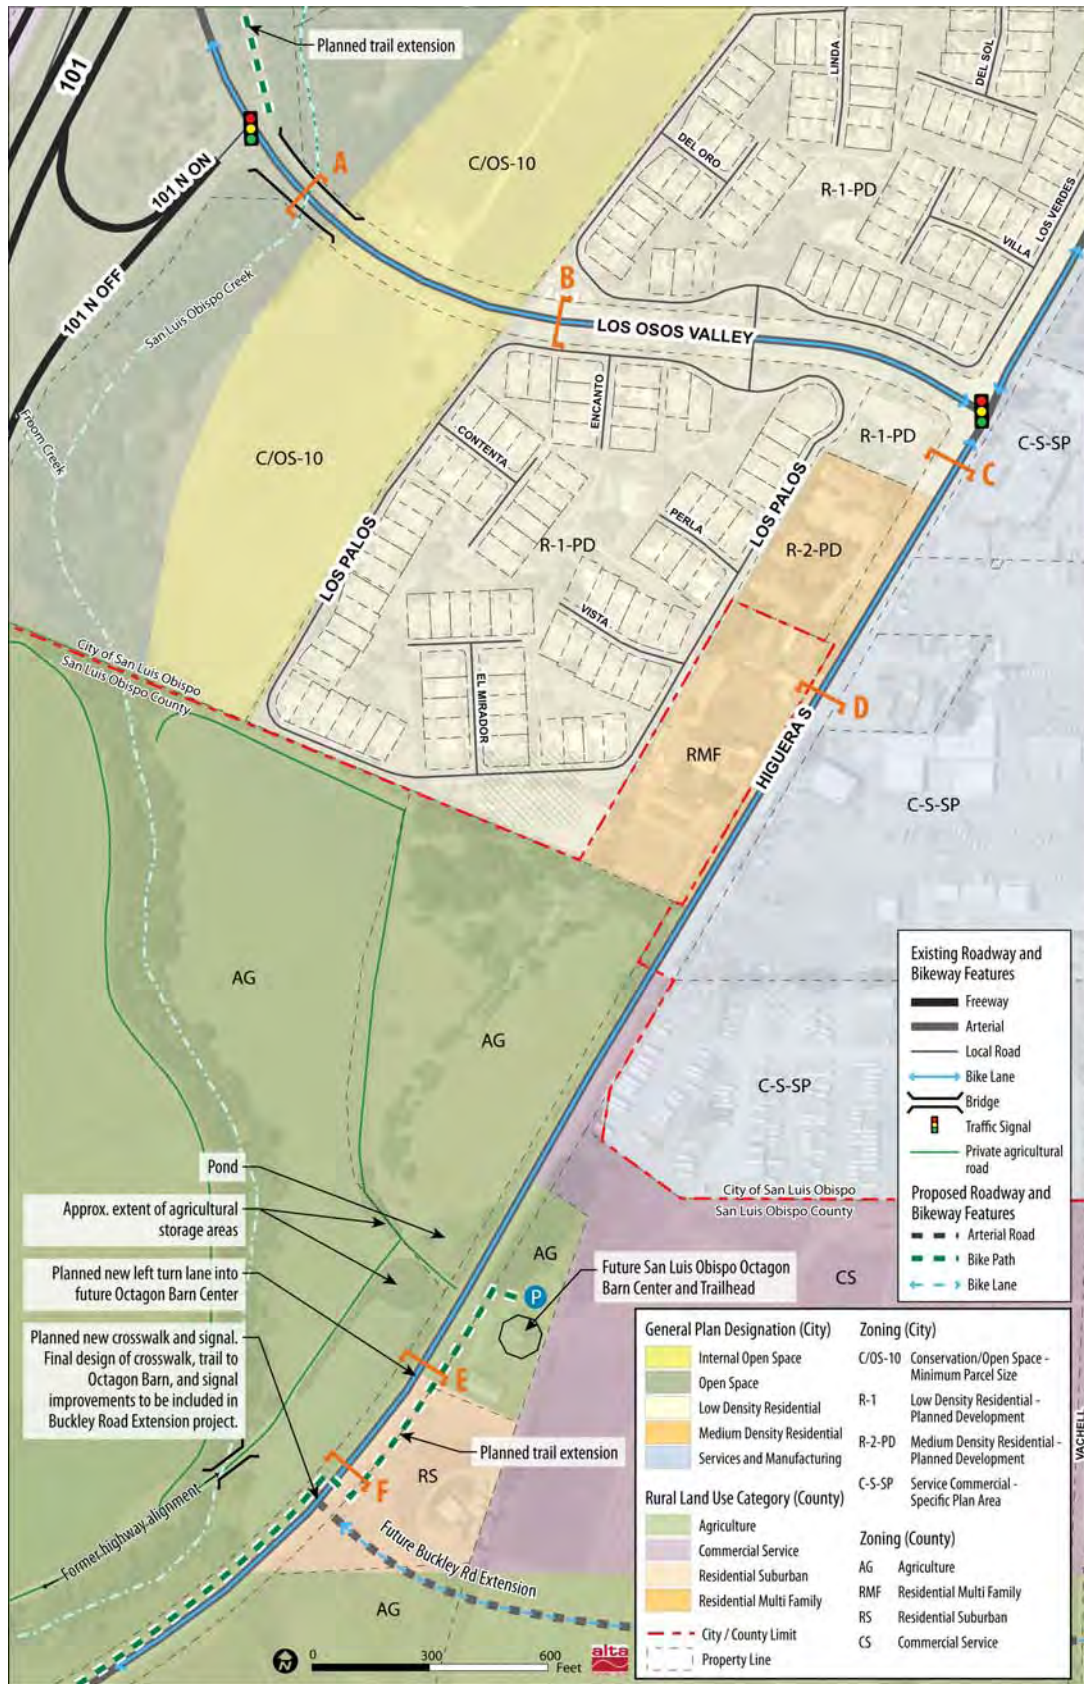 Planned trail extension
101
101 N ON
101 N OFF
A
C/OS-10
LINDA
DEL SOL
DEL ORO
R-1-PD
LOS VERDES
VILLA
San Luis Obispo Creek
B
LOS OSOS VALLEY
Froom Creek
ENCANTO
CONTENTA
C/OS-10
R-1-PD
C-S-SP
C
LOS PALOS
PERLA
LOS PALOS
R-1-PD
R-2-PD
VISTA
City of San Luis Obispo
San Luis Obispo County
EL MIRADOR
D
HIGUERA S
RMF
C-S-SP
AG
AG
C-S-SP
Pond
City of San Luis Obispo
San Luis Obispo County
Approx. extent of agricultural
storage areas
AG
Planned new left turn lane into
future Octagon Barn Center
Future San Luis Obispo Octagon
Barn Center and Trailhead
P
CS
Planned new crosswalk and signal.
Final design of crosswalk, trail to
Octagon Barn, and signal
improvements to be included in
Buckley Road Extension project.
E
Planned trail extension
RS
F
Former highway alignment
Future Buckley Rd Extension
AG
VACHELL
N
0 300 600
Feet
alta
Existing Roadway and
Bikeway Features
Freeway
Arterial
Local Road
Bike Lane
Bridge
Traffic Signal
Private agricultural
road
Proposed Roadway and
Bikeway Features
Arterial Road
Bike Path
Bike Lane
General Plan Designation (City)
Internal Open Space
Open Space
Low Density Residential
Medium Density Residential
Services and Manufacturing
Rural Land Use Category (County)
Agriculture
Commercial Service
Residential Suburban
Residential Multi Family
City / County Limit
Property Line
Zoning (City)
C/OS-10 Conservation/Open Space -
Minimum Parcel Size
R-1 Low Density Residential -
Planned Development
R-2-PD Medium Density Residential -
Planned Development
C-S-SP Service Commercial -
Specific Plan Area
Zoning (County)
AG Agriculture
RMF Residential Multi Family
RS Residential Suburban
CS Commercial Service